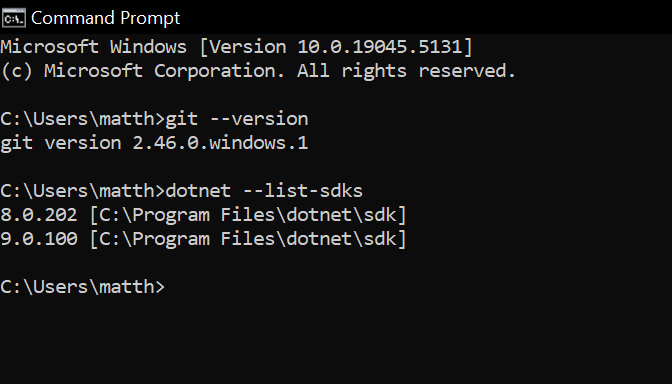 Command Prompt
Microsoft Windows [Version 10.0.19045.5131]
(c) Microsoft Corporation. All rights reserved.
C:\Users\matth>git --version
git version 2.46.0.windows.1
C:\Users\matth>dotnet --list-sdks
8.0.202 [C:\Program Files\dotnet\sdk]
9.0.100 [C:\Program Files\dotnet\sdk]
C:\Users\matth>